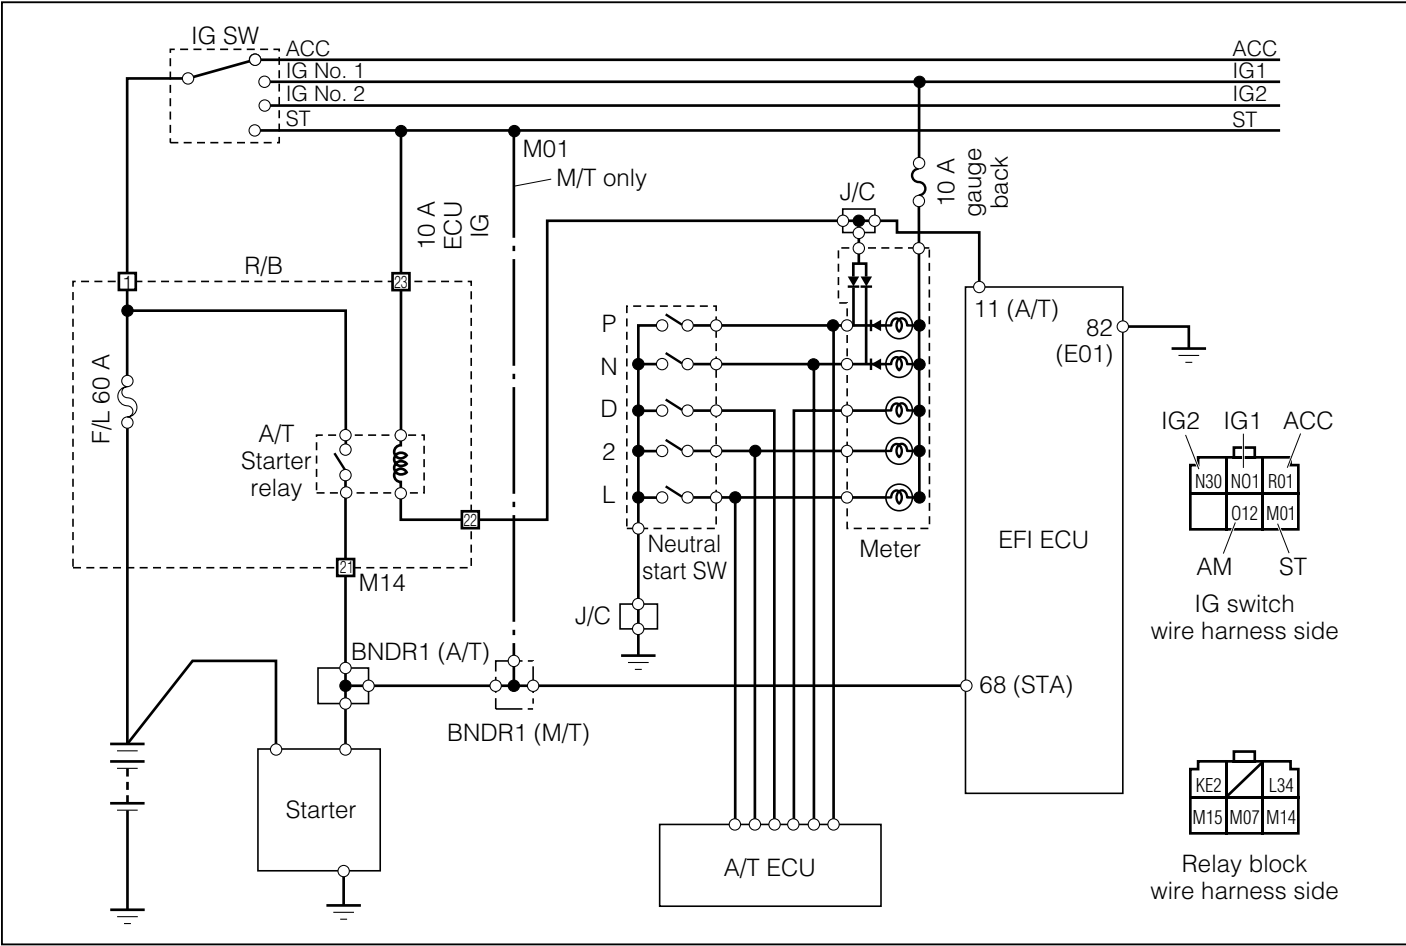 IG SW
ACC
ACC
IG No. 1
IG1
IG No. 2
IG2
ST
ST
M01
M/T only
10 A
gauge
back
J/C
10 A
ECU
IG
R/B
1
23
11 (A/T)
82
(E01)
P
N
D
2
L
F/L 60 A
A/T
Starter
relay
22
Neutral
start SW
Meter
EFI ECU
21
M14
J/C
IG2
IG1
ACC
N30
N01
R01
O12
M01
AM
ST
IG switch
wire harness side
BNDR1 (A/T)
68 (STA)
BNDR1 (M/T)
Starter
A/T ECU
KE2
L34
M15
M07
M14
Relay block
wire harness side